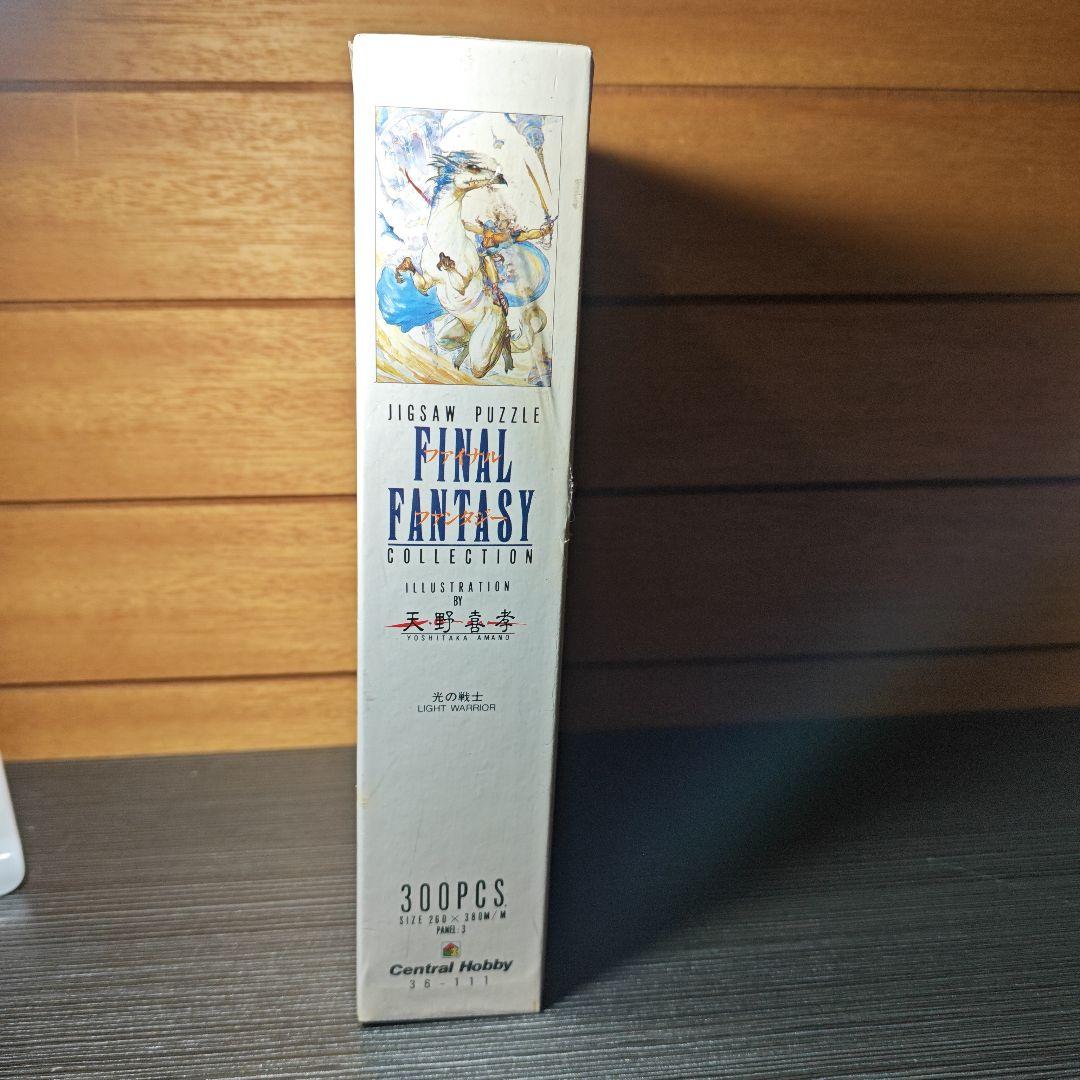 JIGSAW PUZZLE
FINAL
ファイナル
FANTASY
ファンタジー
COLLECTION
ILLUSTRATION
BY
天野喜孝
YOSHITAKA AMANO
光の戦士
LIGHT WARRIOR
300PCS.
SIZE 260×380M/M
PANEL:3
Central Hobby
36-111